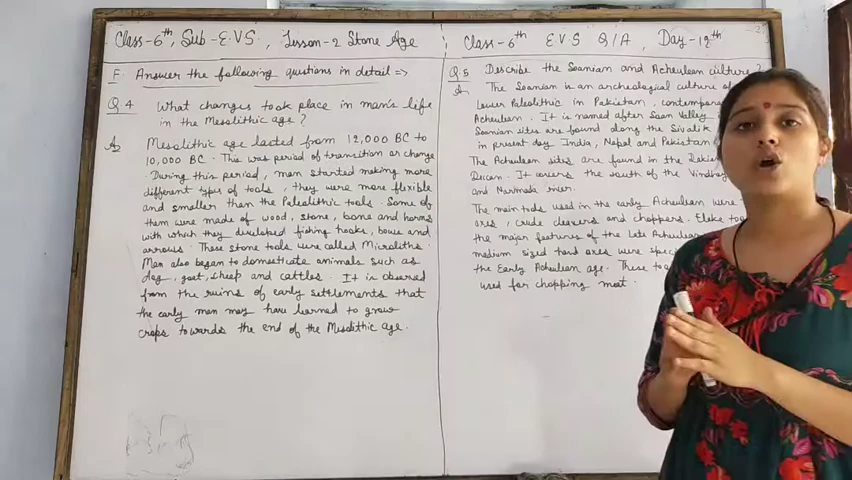 Class-6th, Sub-E.V.S, Lesson-2 Stone Age
F. Answer the following qustions in detail =>
Q.4 What changes took place in man's life
in the Mesolithic age?
A Mesolithic age lasted from 12,000 BC to
10,000 BC. This was period of transition or change
. During this period, man started making more
different types of tools, they were more flexible
and smaller than the Paleolithic tools. Some of
them were made of wood, stone, bone and horns
with which they developed fishing hooks, bows and
arrows. These stone tools were called Microliths.
Man also began to domesticate animals such as
dog, goat, sheep and cattles. It is observed
from the ruins of early settlements that
the early man may have learned to grow
crops towards the end of the Mesolithic age.
Class-6th E.V.S Q/A, Day-12th
Q.5 Describe the Soanian and Acheulean culture?
A The Soanian is an archeological culture of
Lower Paleolithic in Pakistan, contempora
Acheulean. It is named after Soan Valley
Soanian sites are found along the Sivalik
in present day India, Nepal and Pakistan
The Acheulean sites are found in the
Deccan. It covers the south of the Vindhya
and Narmada river.
The main tools used in the early Acheulean were
axes, crude cleavers and choppers. Flake too
the major features of the late Acheulean
medium sized hand axes were
the Early Acheulean age. These too
used for chopping meat.